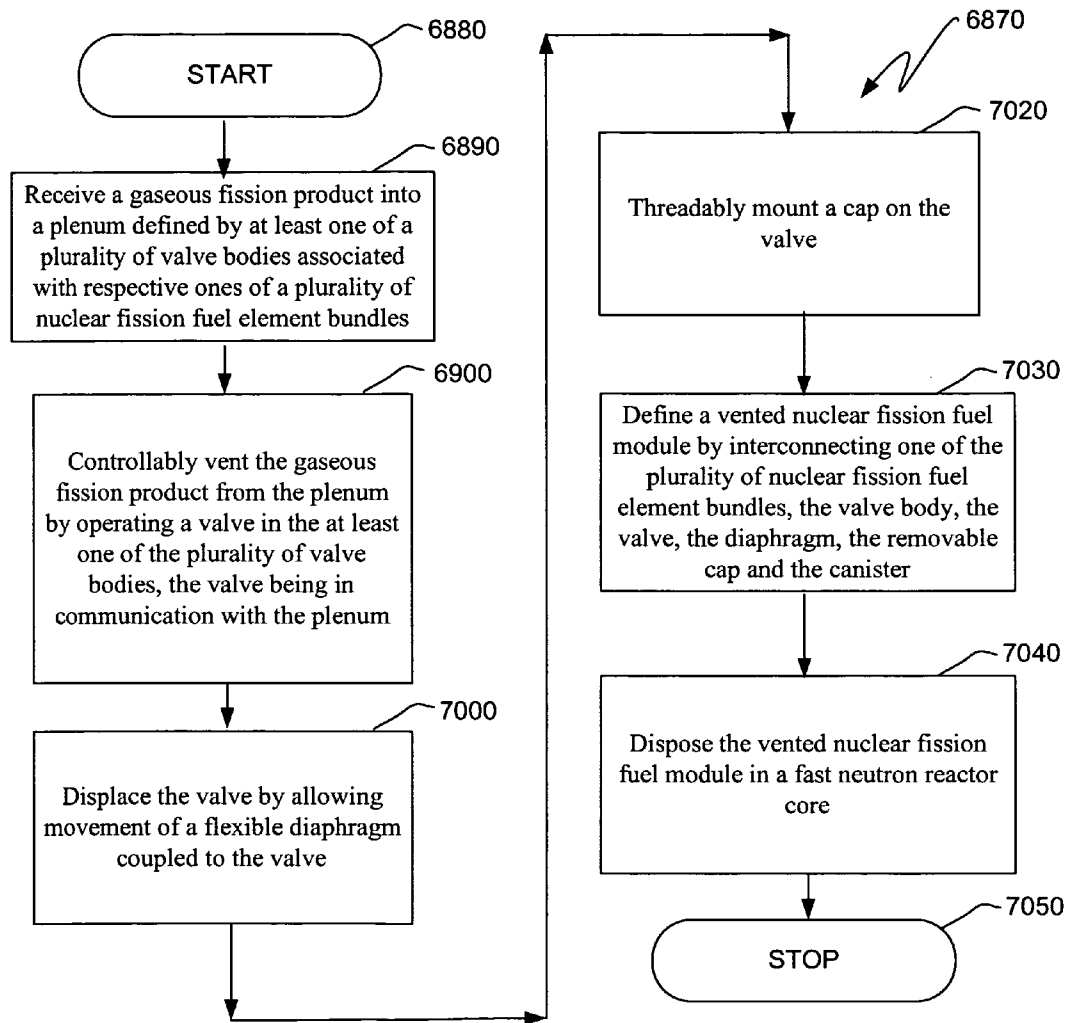 6880
START
6890
Receive a gaseous fission product into
a plenum defined by at least one of a
plurality of valve bodies associated
with respective ones of a plurality of
nuclear fission fuel element bundles
6900
Controllably vent the gaseous
fission product from the plenum
by operating a valve in the at least
one of the plurality of valve
bodies, the valve being in
communication with the plenum
7000
Displace the valve by allowing
movement of a flexible diaphragm
coupled to the valve
6870
7020
Threadably mount a cap on the
valve
7030
Define a vented nuclear fission fuel
module by interconnecting one of the
plurality of nuclear fission fuel
element bundles, the valve body, the
valve, the diaphragm, the removable
cap and the canister
7040
Dispose the vented nuclear fission
fuel module in a fast neutron reactor
core
7050
STOP